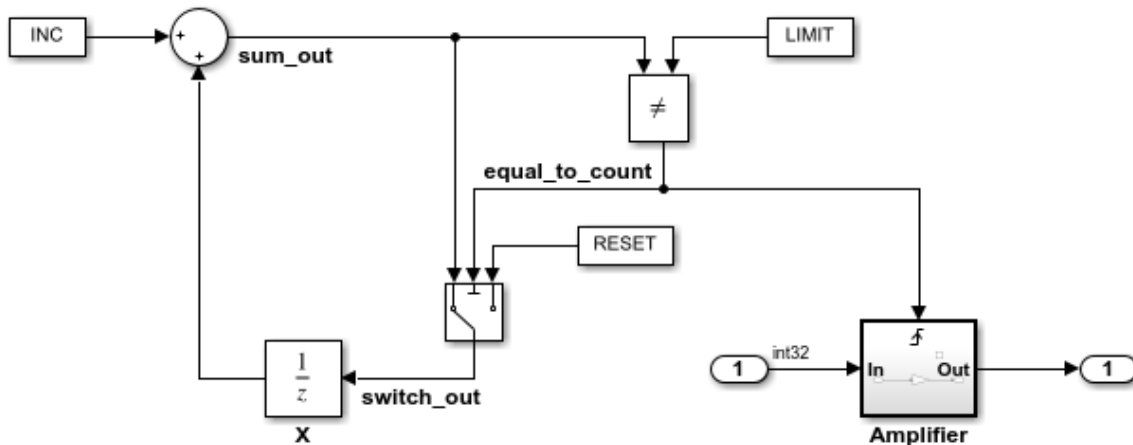 INC
+
+
sum_out
LIMIT
≠
equal_to_count
RESET
1
z
X
switch_out
1
int32
In
Out
1
Amplifier